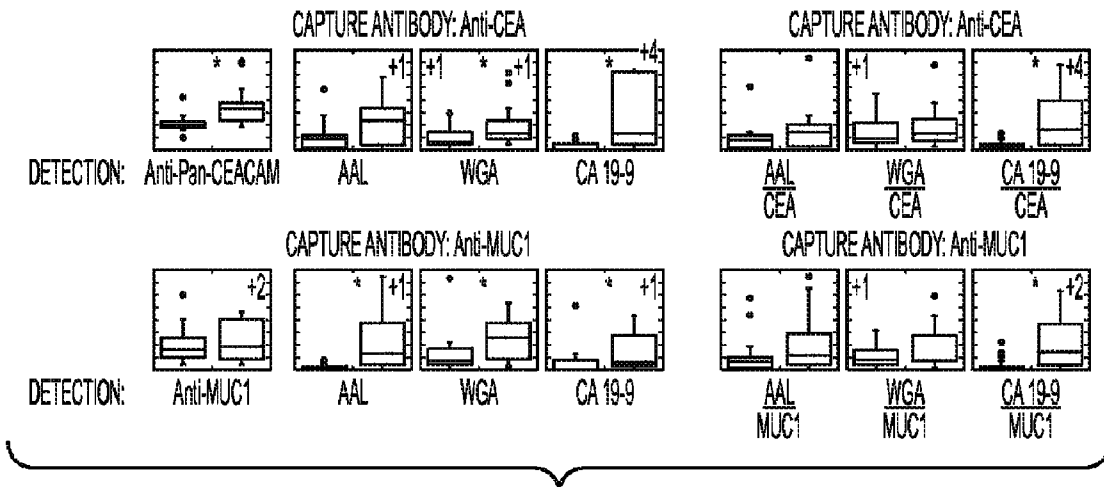 CAPTURE ANTIBODY: Anti-CEA CAPTURE ANTIBODY: Anti-CEA
* +1 +1 * +1 * +4 +1 * +4
DETECTION: Anti-Pan-CEACAM AAL WGA CA 19-9 AAL WGA CA 19-9
CEA CEA CEA
CAPTURE ANTIBODY: Anti-MUC1 CAPTURE ANTIBODY: Anti-MUC1
+2 * +1 * * +1 +1 * +2
DETECTION: Anti-MUC1 AAL WGA CA 19-9 AAL WGA CA 19-9
MUC1 MUC1 MUC1